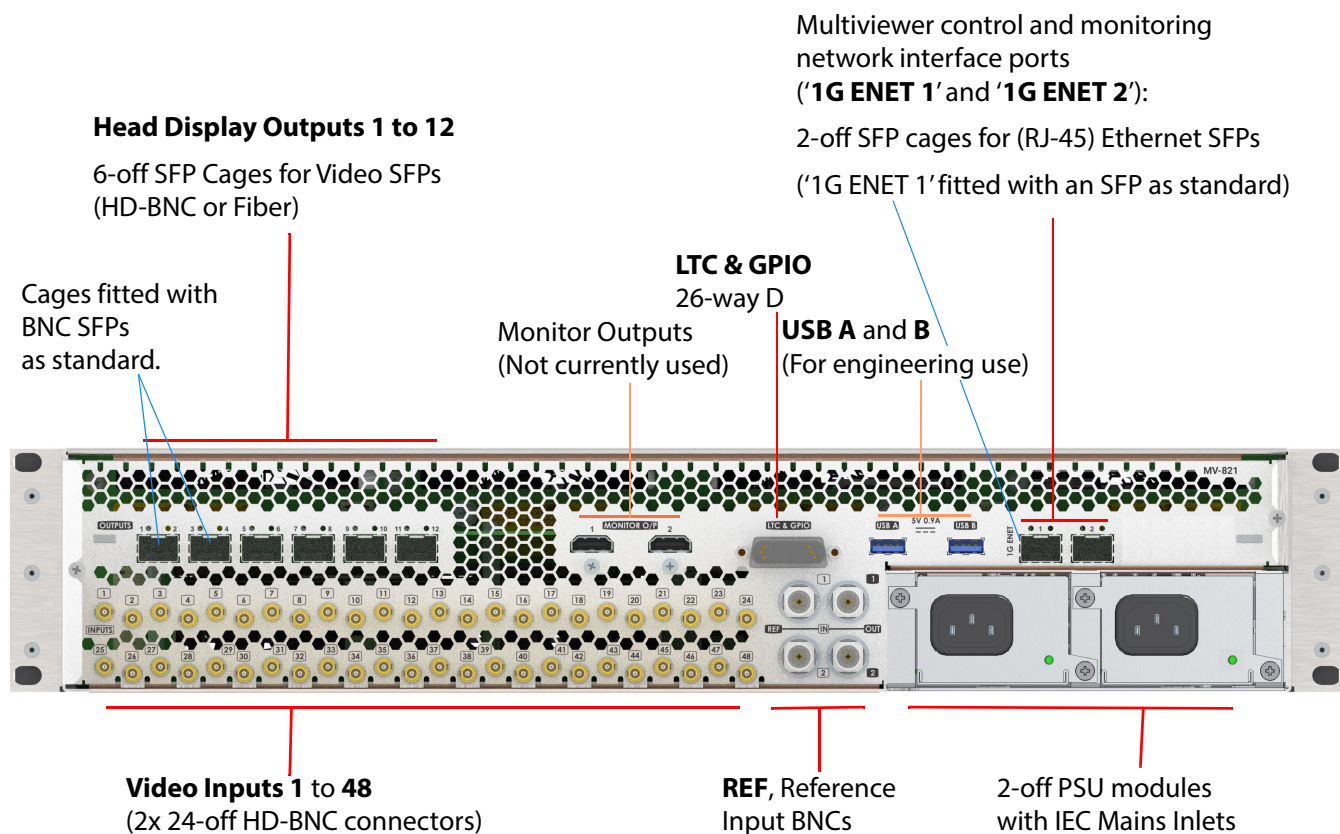 Multiviewer control and monitoring
network interface ports
('1G ENET 1' and '1G ENET 2'):
2-off SFP cages for (RJ-45) Ethernet SFPs
('1G ENET 1' fitted with an SFP as standard)
Head Display Outputs 1 to 12
6-off SFP Cages for Video SFPs
(HD-BNC or Fiber)
LTC & GPIO
26-way D
Cages fitted with
BNC SFPs
as standard.
Monitor Outputs
(Not currently used)
USB A and B
(For engineering use)
MV-821
OUTPUTS
1 2 3 4 5 6 7 8 9 10 11 12
1 MONITOR O/P 2
LTC & GPIO
USB A 5V 0.9A USB B
1G ENET
1 2
1 2 3 4 5 6 7 8 9 10 11 12 13 14 15 16 17 18 19 20 21 22 23 24
INPUTS
25 26 27 28 29 30 31 32 33 34 35 36 37 38 39 40 41 42 43 44 45 46 47 48
1 1
REF IN OUT
2 2
Video Inputs 1 to 48
(2x 24-off HD-BNC connectors)
REF, Reference
Input BNCs
2-off PSU modules
with IEC Mains Inlets